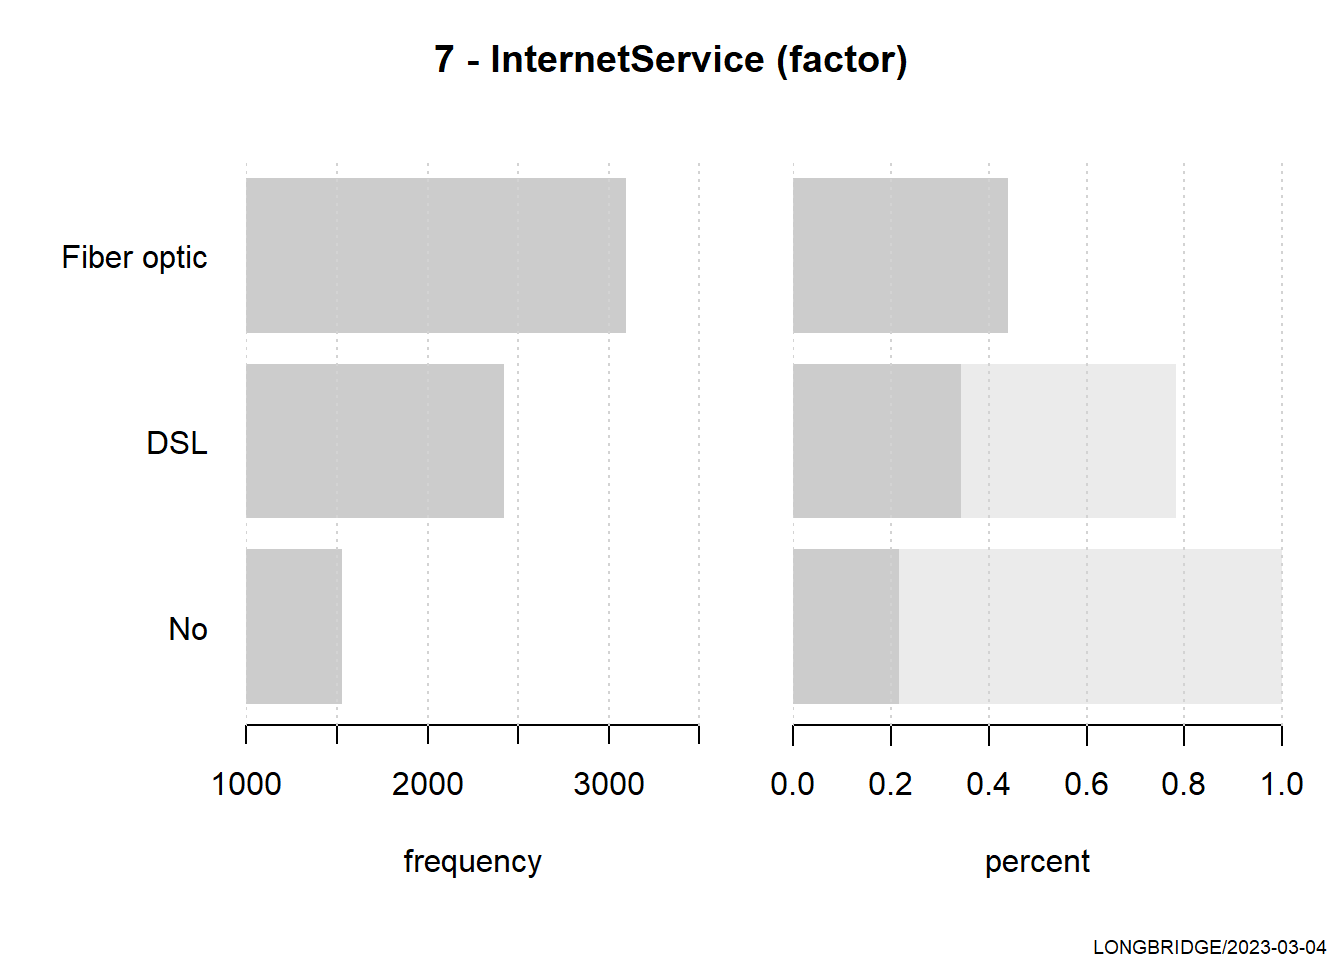 7 - InternetService (factor)
Fiber optic
DSL
No
1000 2000 3000
0.0 0.2 0.4 0.6 0.8 1.0
frequency
percent
LONGBRIDGE/2023-03-04